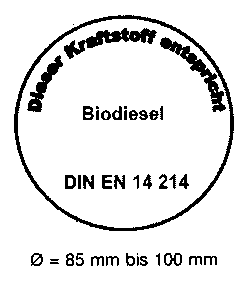 Dieser Kraftstoff entspricht
Biodiesel
DIN EN 14 214
Ø = 85 mm bis 100 mm